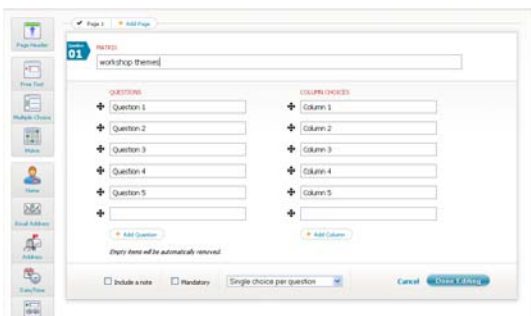 Page 1
Add Page
Page Header
Free Text
Multiple Choice
Matrix
Name
Email Address
Address
Date/Time
Question
01
MATRIX
workshop themes
QUESTIONS
COLUMN CHOICES
Question 1
Column 1
Question 2
Column 2
Question 3
Column 3
Question 4
Column 4
Question 5
Column 5
Add Question
Add Column
Empty items will be automatically removed.
Include a note
Mandatory
Single choice per question
Cancel
Done Editing